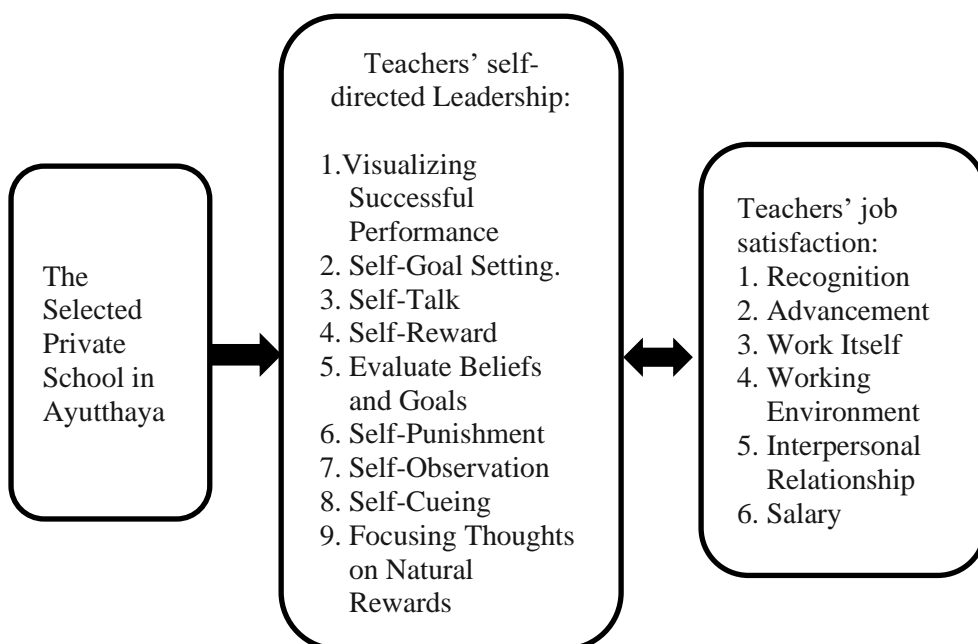 The
Selected
Private
School in
Ayutthaya
Teachers’ self-
directed Leadership:
1.Visualizing
Successful
Performance
2. Self-Goal Setting.
3. Self-Talk
4. Self-Reward
5. Evaluate Beliefs
and Goals
6. Self-Punishment
7. Self-Observation
8. Self-Cueing
9. Focusing Thoughts
on Natural
Rewards
Teachers’ job
satisfaction:
1. Recognition
2. Advancement
3. Work Itself
4. Working
Environment
5. Interpersonal
Relationship
6. Salary